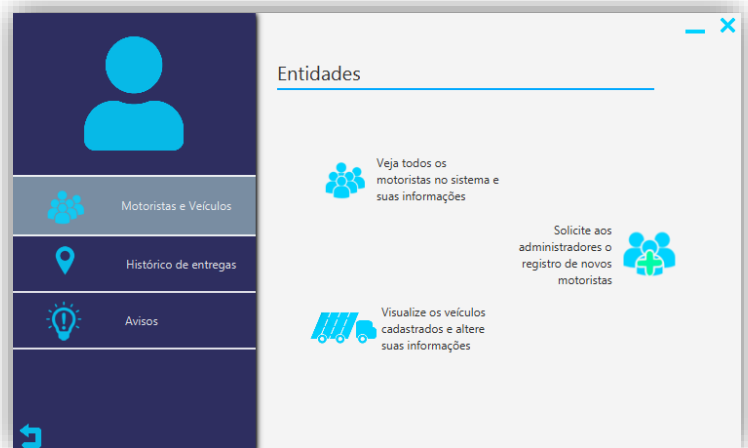 Motoristas e Veículos
Histórico de entregas
Avisos
Entidades
Veja todos os
motoristas no sistema e
suas informações
Solicite aos
administradores o
registro de novos
motoristas
Visualize os veículos
cadastrados e altere
suas informações